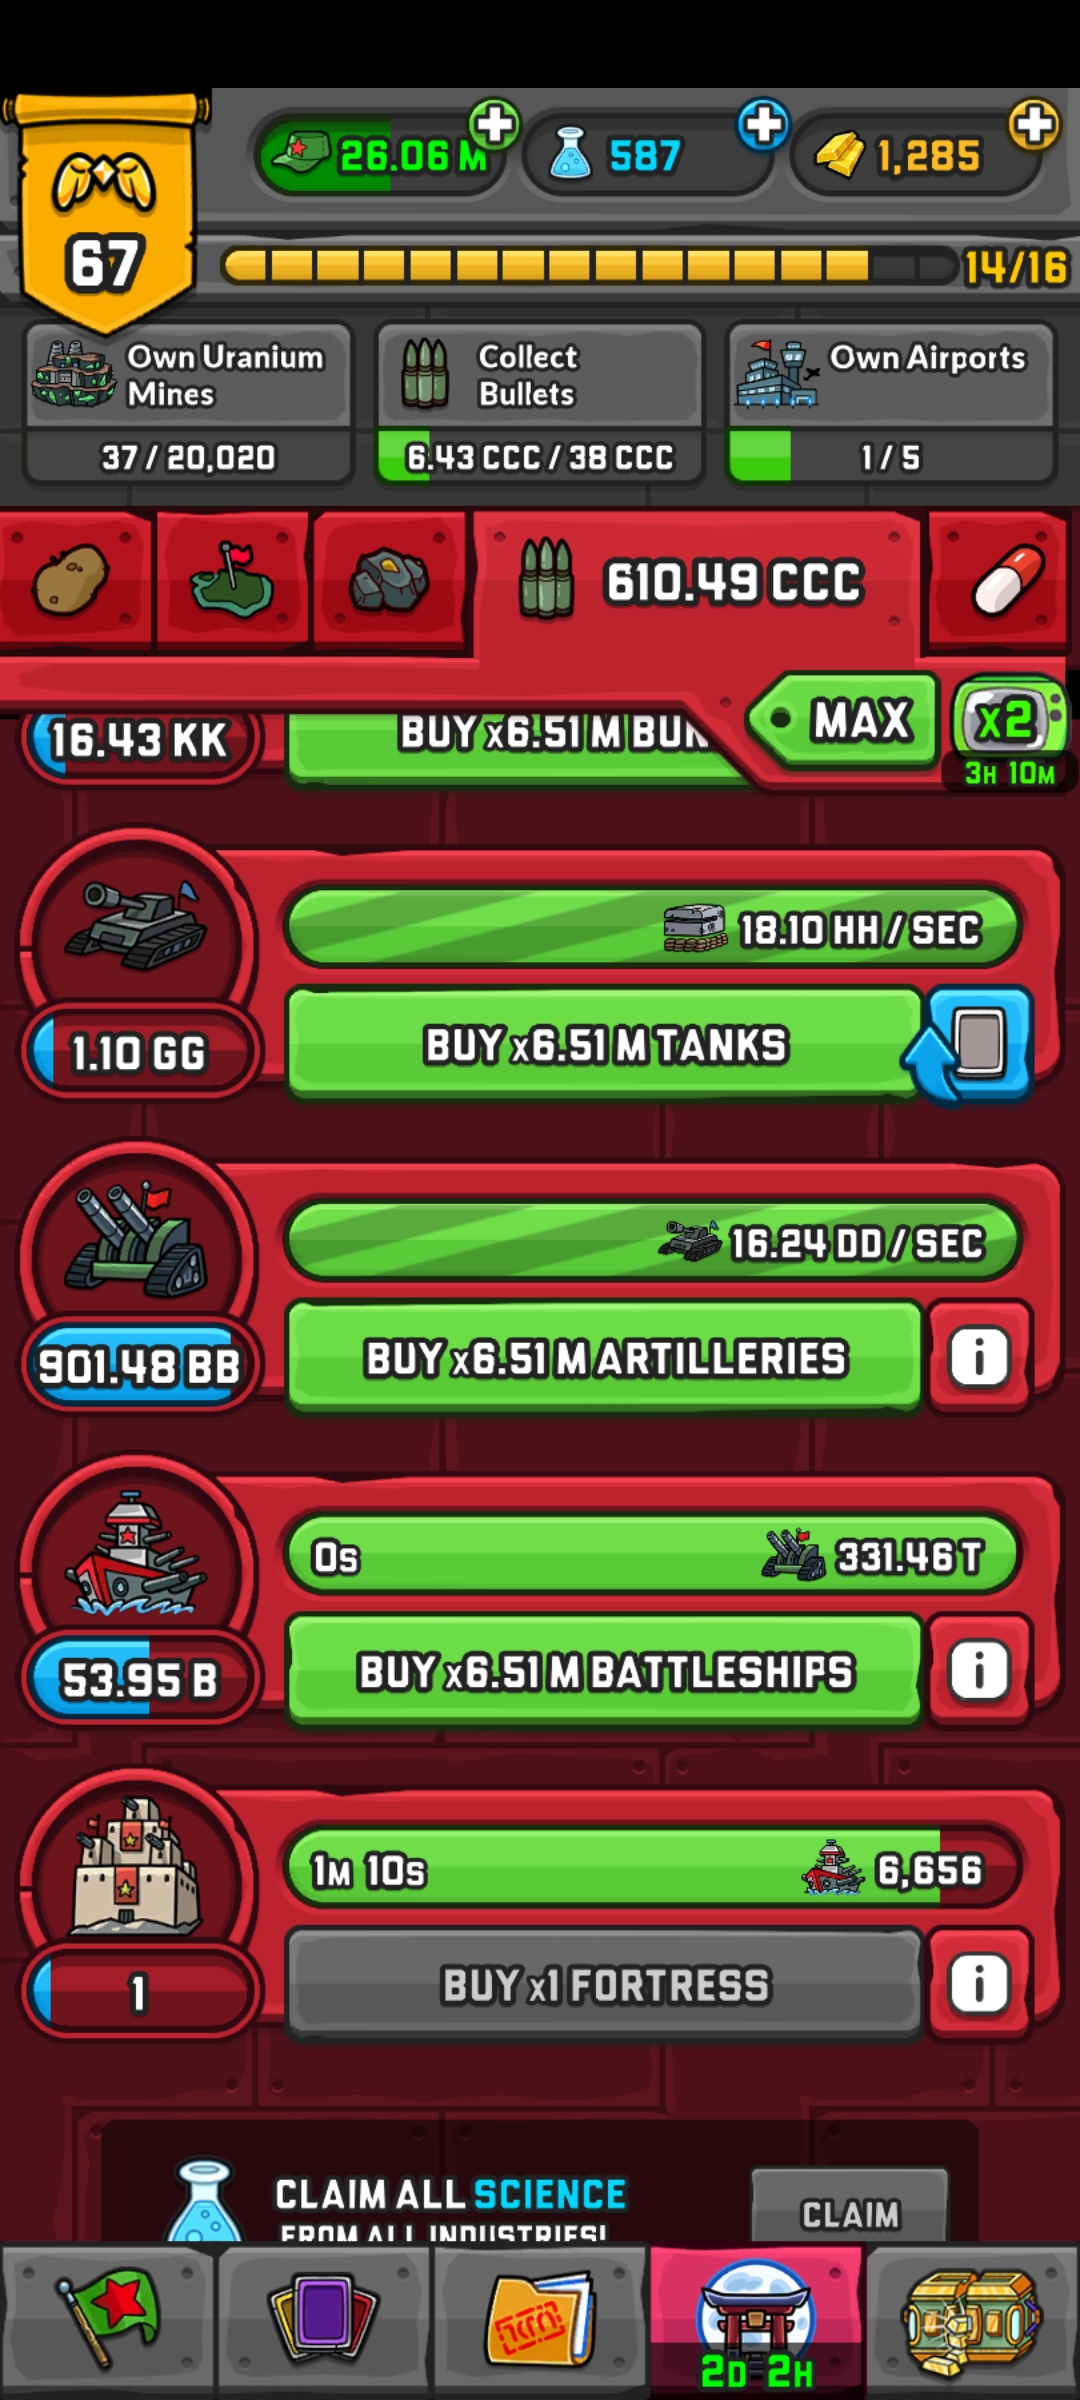 26.06 M
587
1,285
67
14/16
Own Uranium
Mines
37 / 20,020
Collect
Bullets
6.43 CCC / 38 CCC
Own Airports
1 / 5
610.49 CCC
MAX
x2
3H 10M
16.43 KK
BUY x6.51 M BUN
18.10 HH / SEC
1.10 GG
BUY x6.51 M TANKS
16.24 DD / SEC
901.48 BB
BUY x6.51 M ARTILLERIES
i
0s
331.46 T
53.95 B
BUY x6.51 M BATTLESHIPS
i
1M 10s
6,656
1
BUY x1 FORTRESS
i
CLAIM ALL SCIENCE
FROM ALL INDUSTRIES!
CLAIM
2D 2H